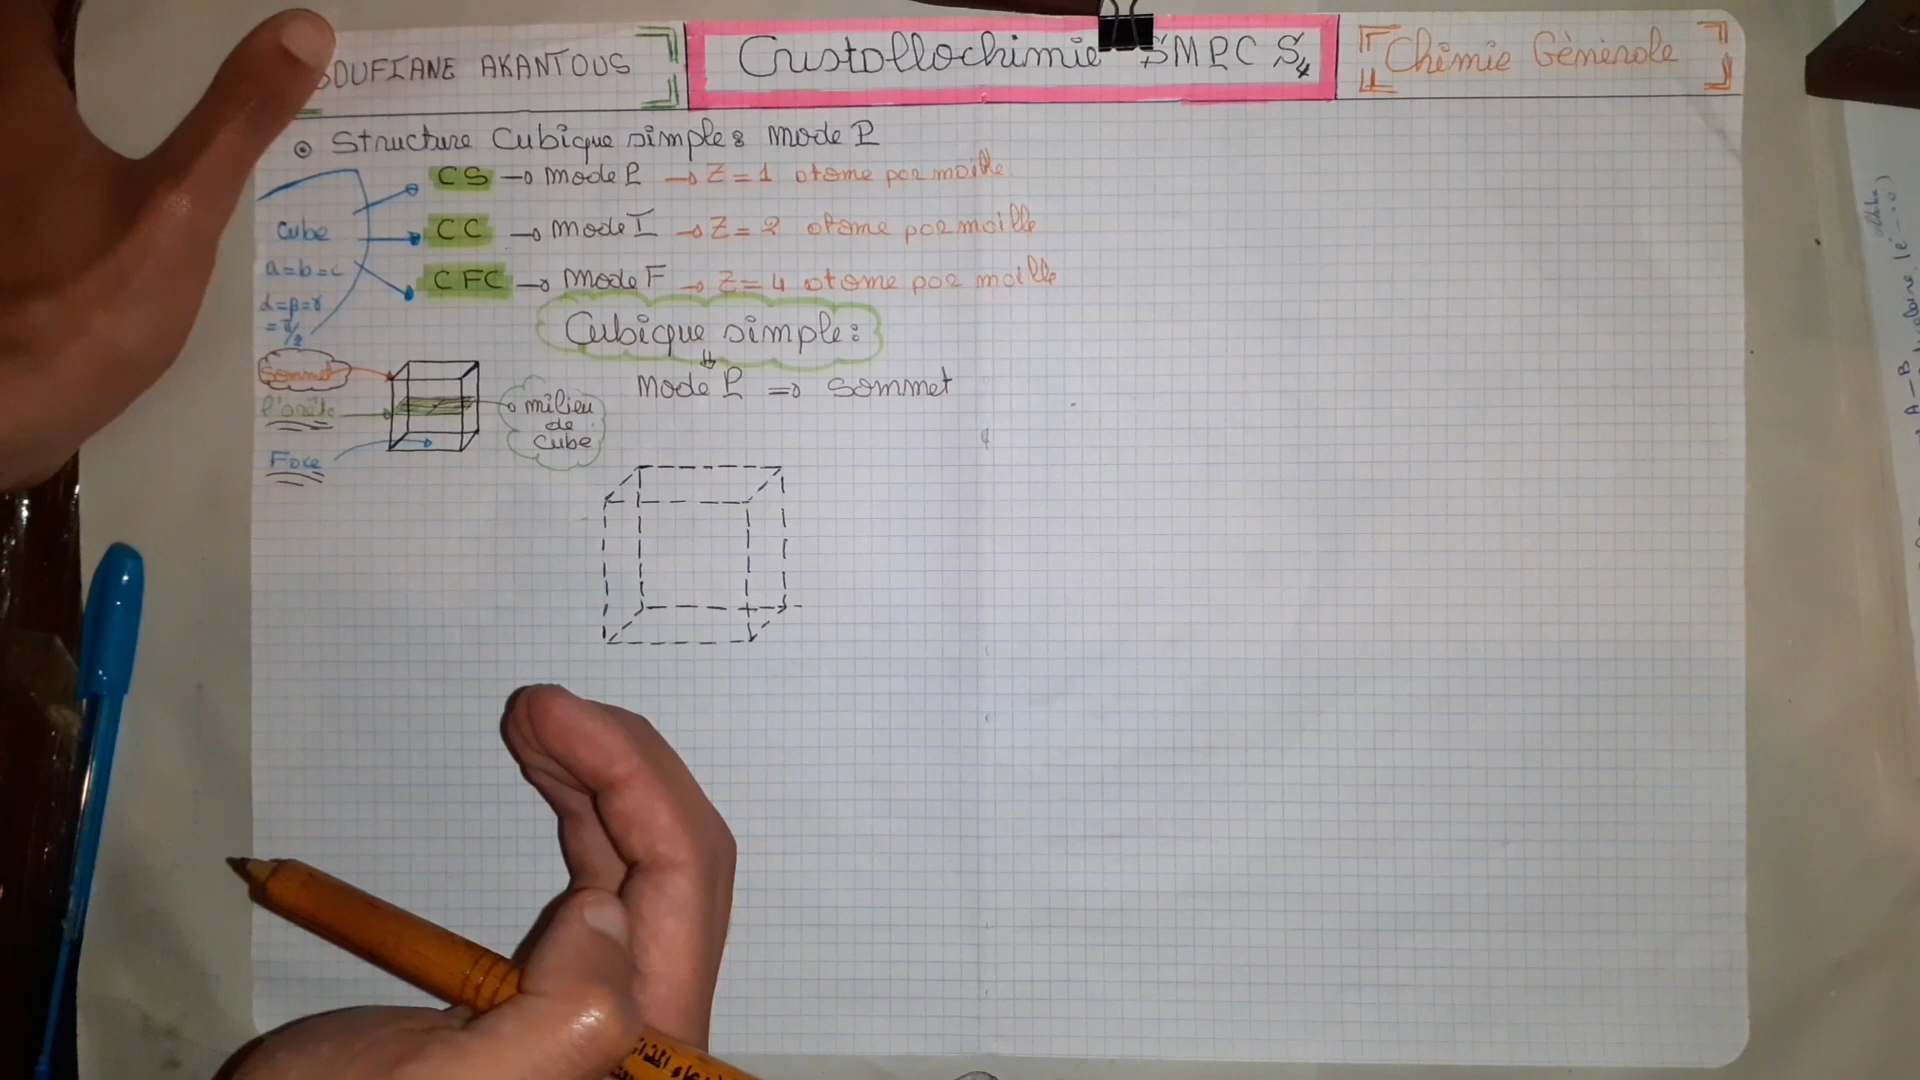 SOUFIANE AKANTOUS
Cristallochimie SMPC S4
Chimie Générale
Structure Cubique simple: mode P
CS → mode P → Z = 1 atome par maille
Cube
CC → mode I → Z = 2 atome par maille
a=b=c
CFC → mode F → Z = 4 atome par maille
α=β=γ
=π/2
Cubique simple:
Sommet
mode P ⇒ sommet
l'arête
milieu
de
cube
Face
A-B